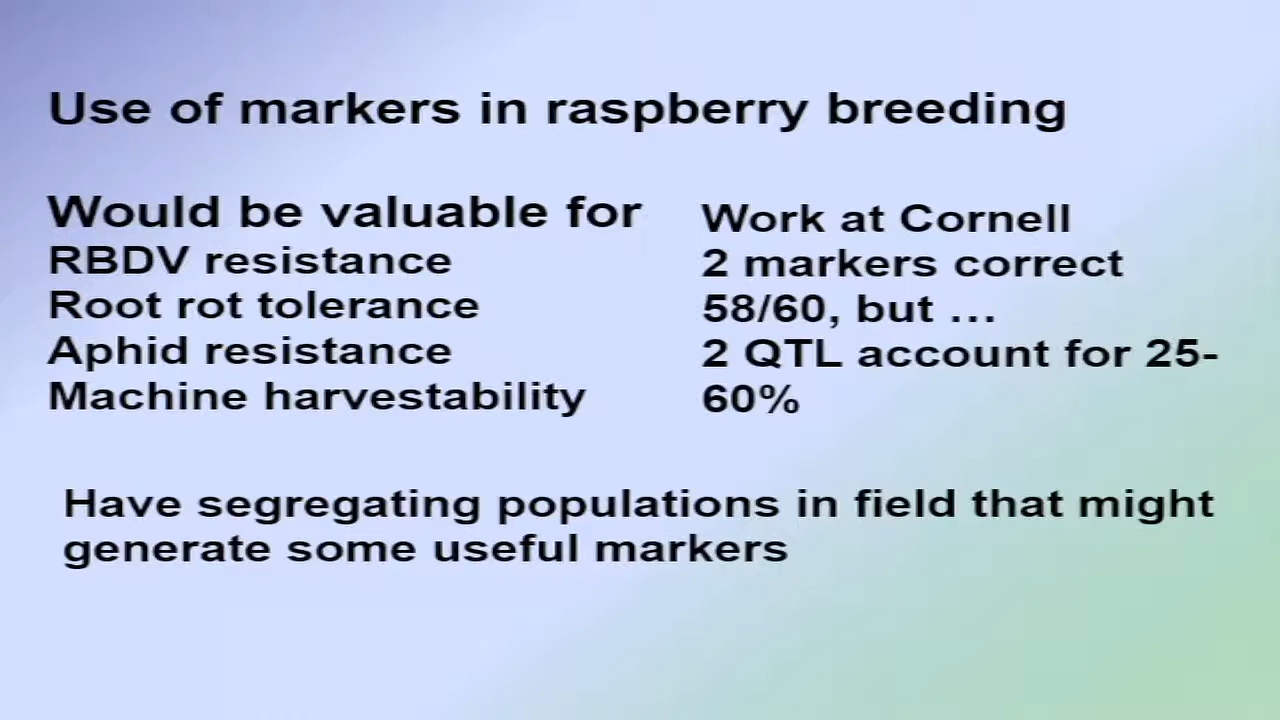 Use of markers in raspberry breeding
Would be valuable for
RBDV resistance
Root rot tolerance
Aphid resistance
Machine harvestability
Work at Cornell
2 markers correct
58/60, but …
2 QTL account for 25-
60%
Have segregating populations in field that might
generate some useful markers